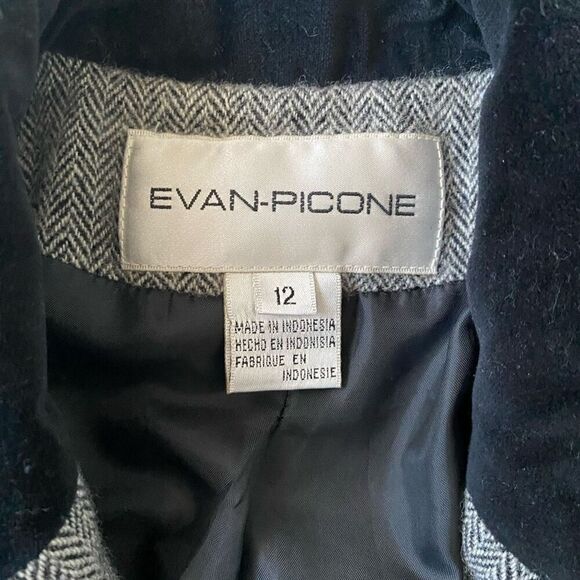 EVAN-PICONE
12
MADE IN INDONESIA
HECHO EN INDONISIA
FABRIQUE EN
INDONESIE